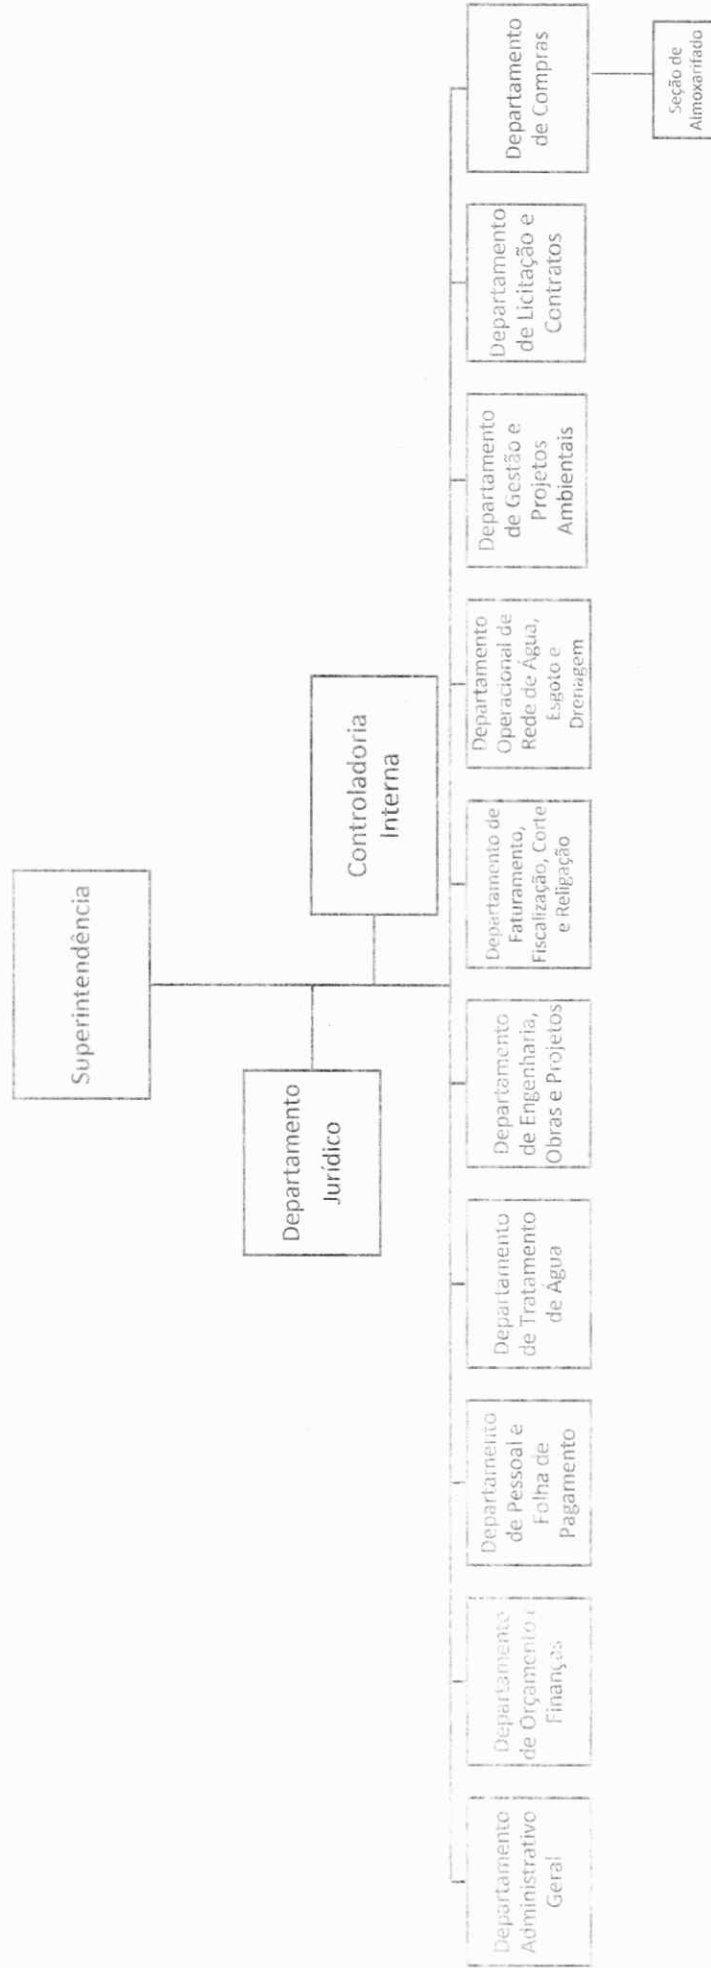 Superintendência
Departamento
Jurídico
Controladoria
Interna
Departamento
Administrativo
Geral
Departamento
de Orçamento e
Finanças
Departamento
de Pessoal e
Folha de
Pagamento
Departamento
de Tratamento
de Água
Departamento
de Engenharia,
Obras e Projetos
Departamento de
Faturamento,
Fiscalização, Corte
e Religação
Departamento
Operacional de
Rede de Água,
Esgoto e
Drenagem
Departamento
de Gestão e
Projetos
Ambientais
Departamento
de Licitação e
Contratos
Departamento
de Compras
Seção de
Almoxarifado